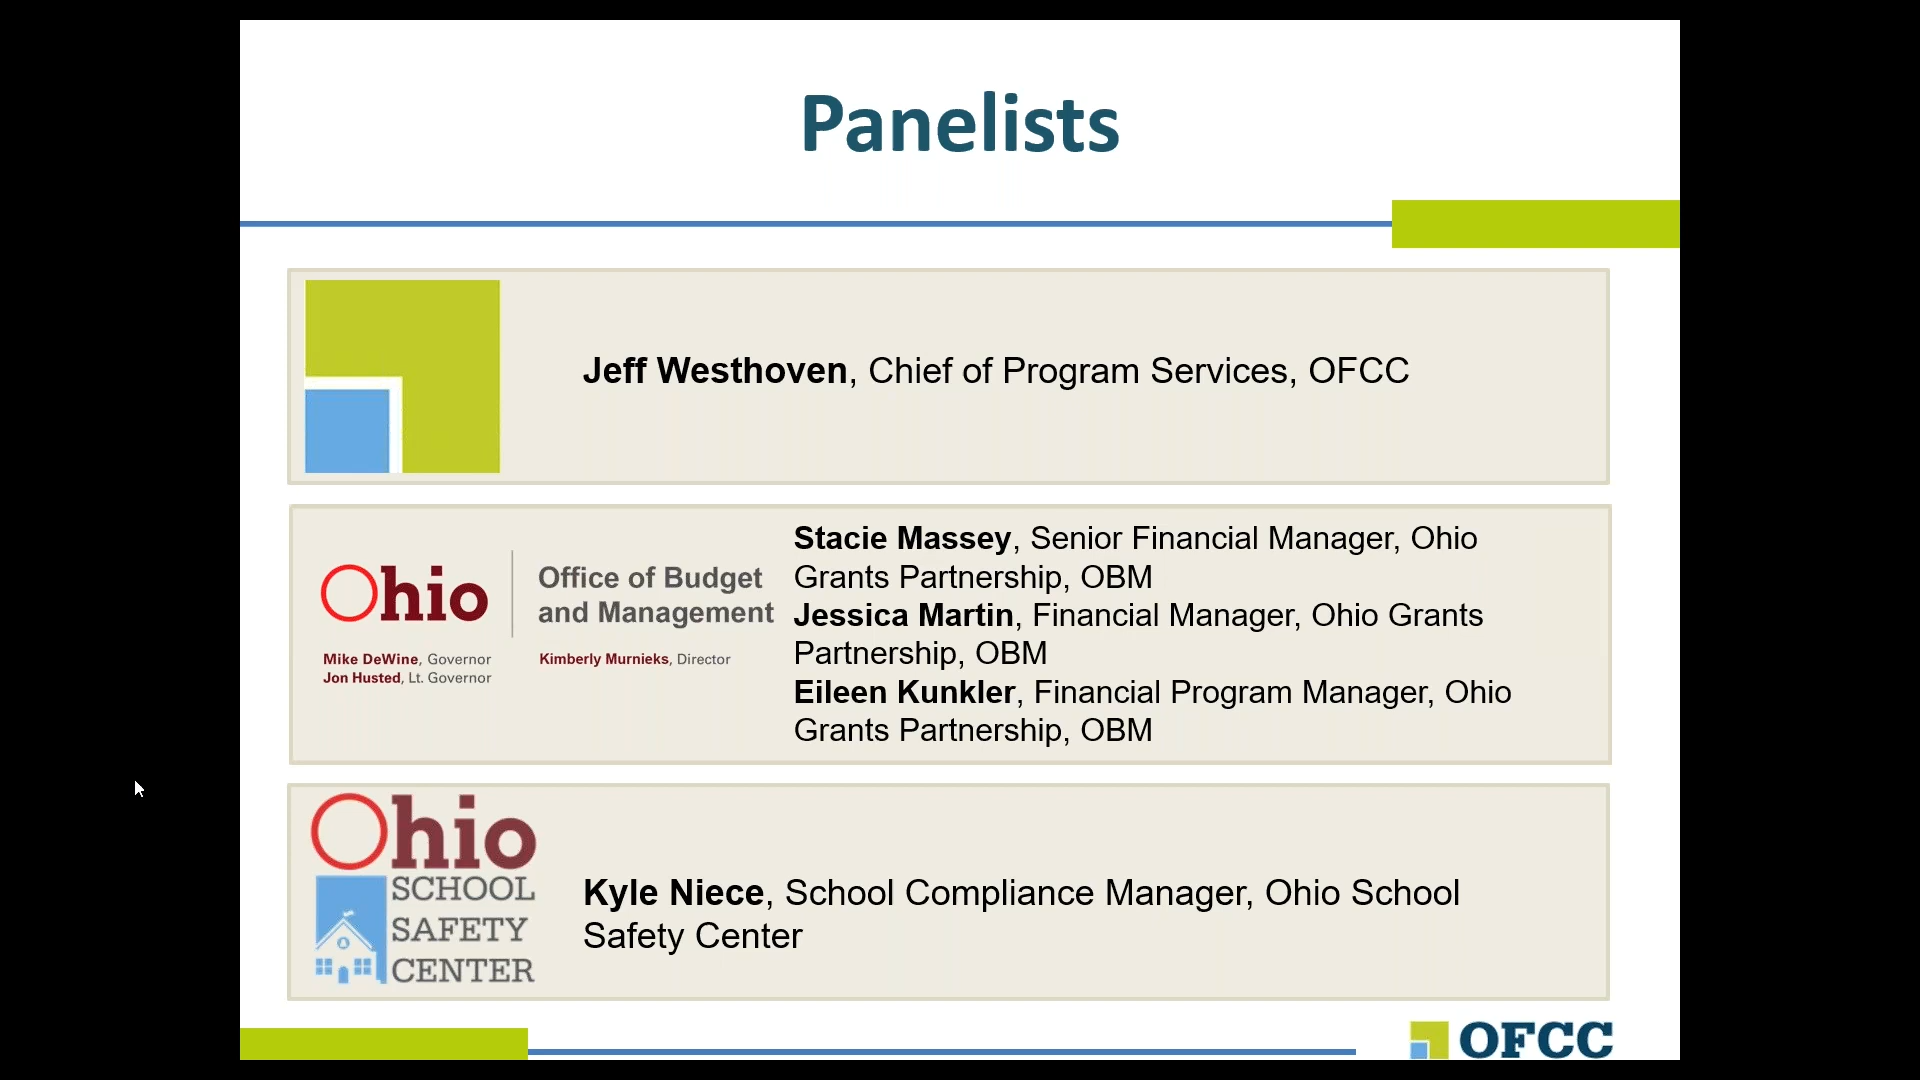 Panelists
Jeff Westhoven, Chief of Program Services, OFCC
Ohio
Office of Budget
and Management
Mike DeWine, Governor
Jon Husted, Lt. Governor
Kimberly Murnieks, Director
Stacie Massey, Senior Financial Manager, Ohio
Grants Partnership, OBM
Jessica Martin, Financial Manager, Ohio Grants
Partnership, OBM
Eileen Kunkler, Financial Program Manager, Ohio
Grants Partnership, OBM
Ohio
SCHOOL
SAFETY
CENTER
Kyle Niece, School Compliance Manager, Ohio School
Safety Center
OFCC